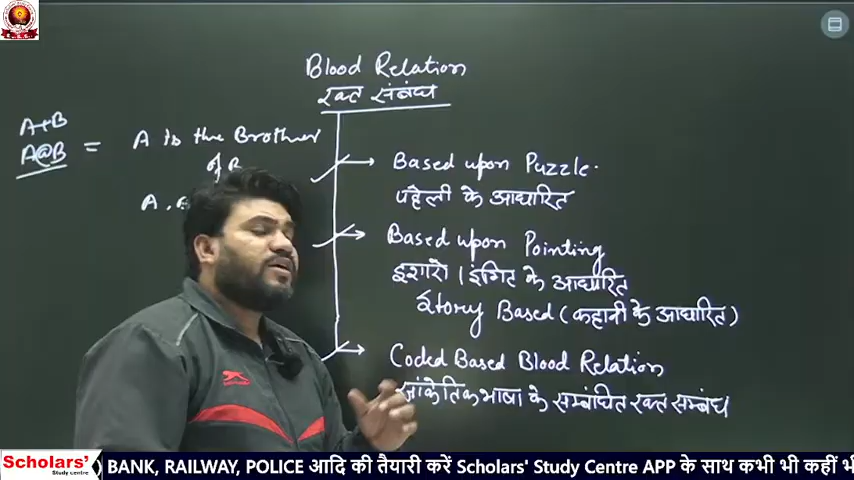 Blood Relation
रक्त संबंध
A+B
A@B = A is the Brother
of B
A.
Based upon Puzzle.
पहेली के आधारित
Based upon Pointing
इशारो / इंगित के आधारित
Story Based (कहानी के आधारित)
Coded Based Blood Relation
सांकेतिक भाषा के सम्बंधित रक्त सम्बंध
Scholars'
Study Centre
BANK, RAILWAY, POLICE आदि की तैयारी करें Scholars' Study Centre APP के साथ कभी भी कहीं भी